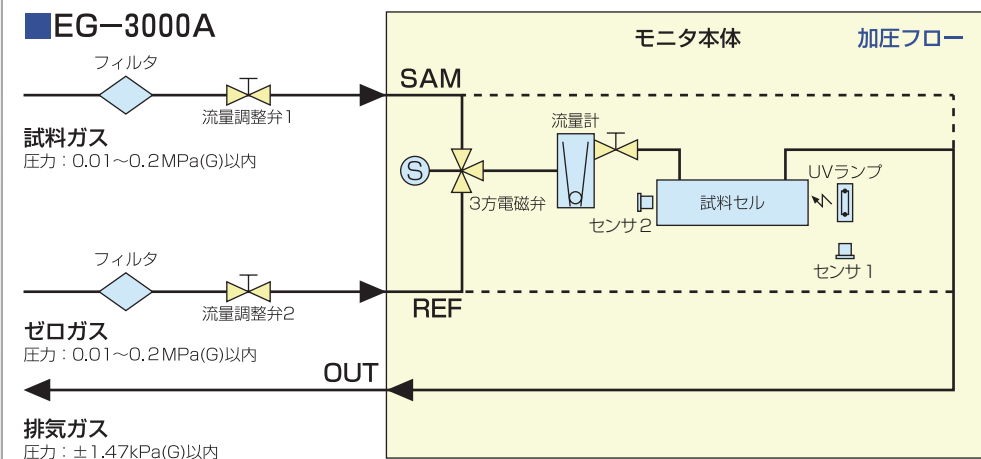 ■EG-3000A
モニタ本体
加圧フロー
フィルタ
SAM
流量調整弁1
流量計
試料ガス
圧力：0.01〜0.2MPa(G)以内
S
UVランプ
3方電磁弁
試料セル
センサ2
フィルタ
センサ1
流量調整弁2
REF
ゼロガス
圧力：0.01〜0.2MPa(G)以内
OUT
排気ガス
圧力：±1.47kPa(G)以内